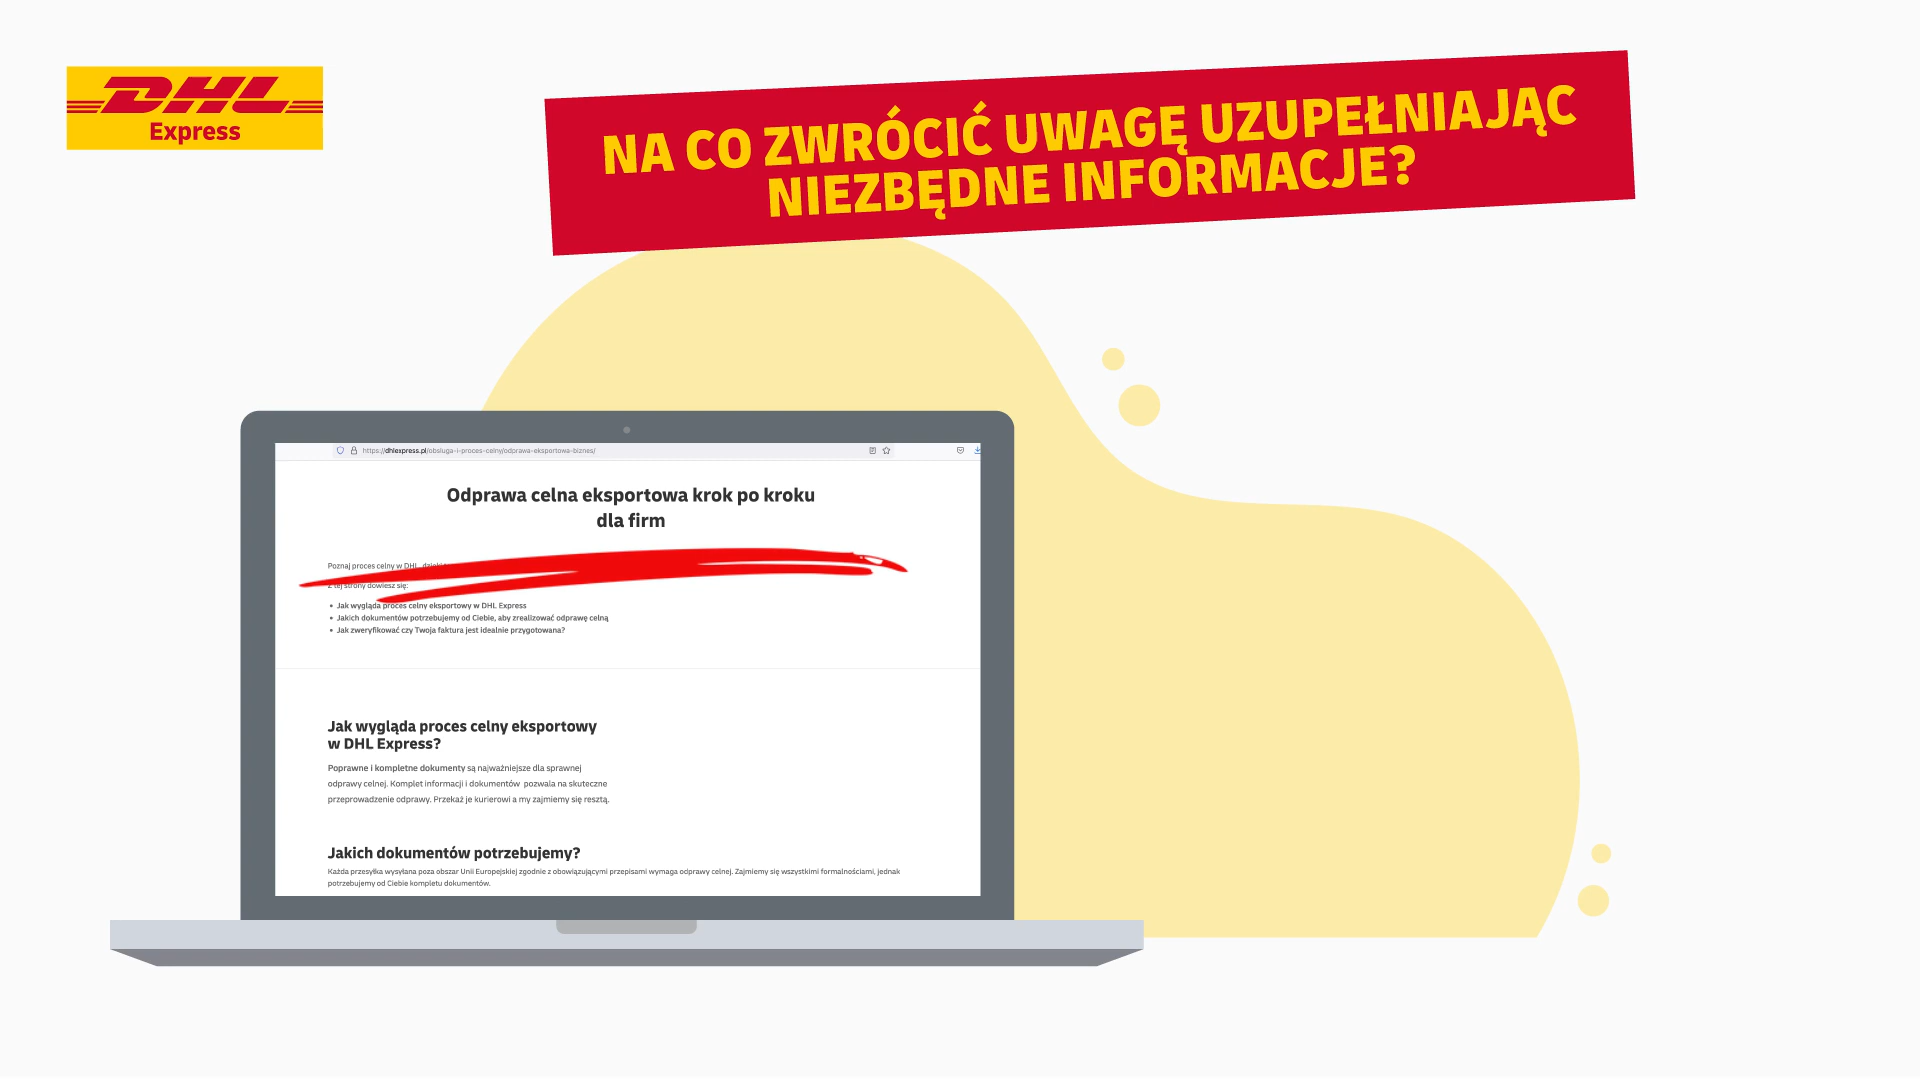 DHL
Express
NA CO ZWRÓCIĆ UWAGĘ UZUPEŁNIAJĄC
NIEZBĘDNE INFORMACJE?
https://dhlexpress.pl/obsluga-i-proces-celny/odprawa-eksportowa-biznes/
Odprawa celna eksportowa krok po kroku
dla firm
Poznaj proces celny w DHL,
Z tej strony dowiesz się:
• Jak wygląda proces celny eksportowy w DHL Express
• Jakich dokumentów potrzebujemy od Ciebie, aby zrealizować odprawę celną
• Jak zweryfikować czy Twoja faktura jest idealnie przygotowana?
Jak wygląda proces celny eksportowy
w DHL Express?
Poprawne i kompletne dokumenty są najważniejsze dla sprawnej
odprawy celnej. Komplet informacji i dokumentów pozwala na skuteczne
przeprowadzenie odprawy. Przekaż je kurierowi a my zajmiemy się resztą.
Jakich dokumentów potrzebujemy?
Każda przesyłka wysyłana poza obszar Unii Europejskiej zgodnie z obowiązującymi przepisami wymaga odprawy celnej. Zajmiemy się wszystkimi formalnościami, jednak
potrzebujemy od Ciebie kompletu dokumentów.